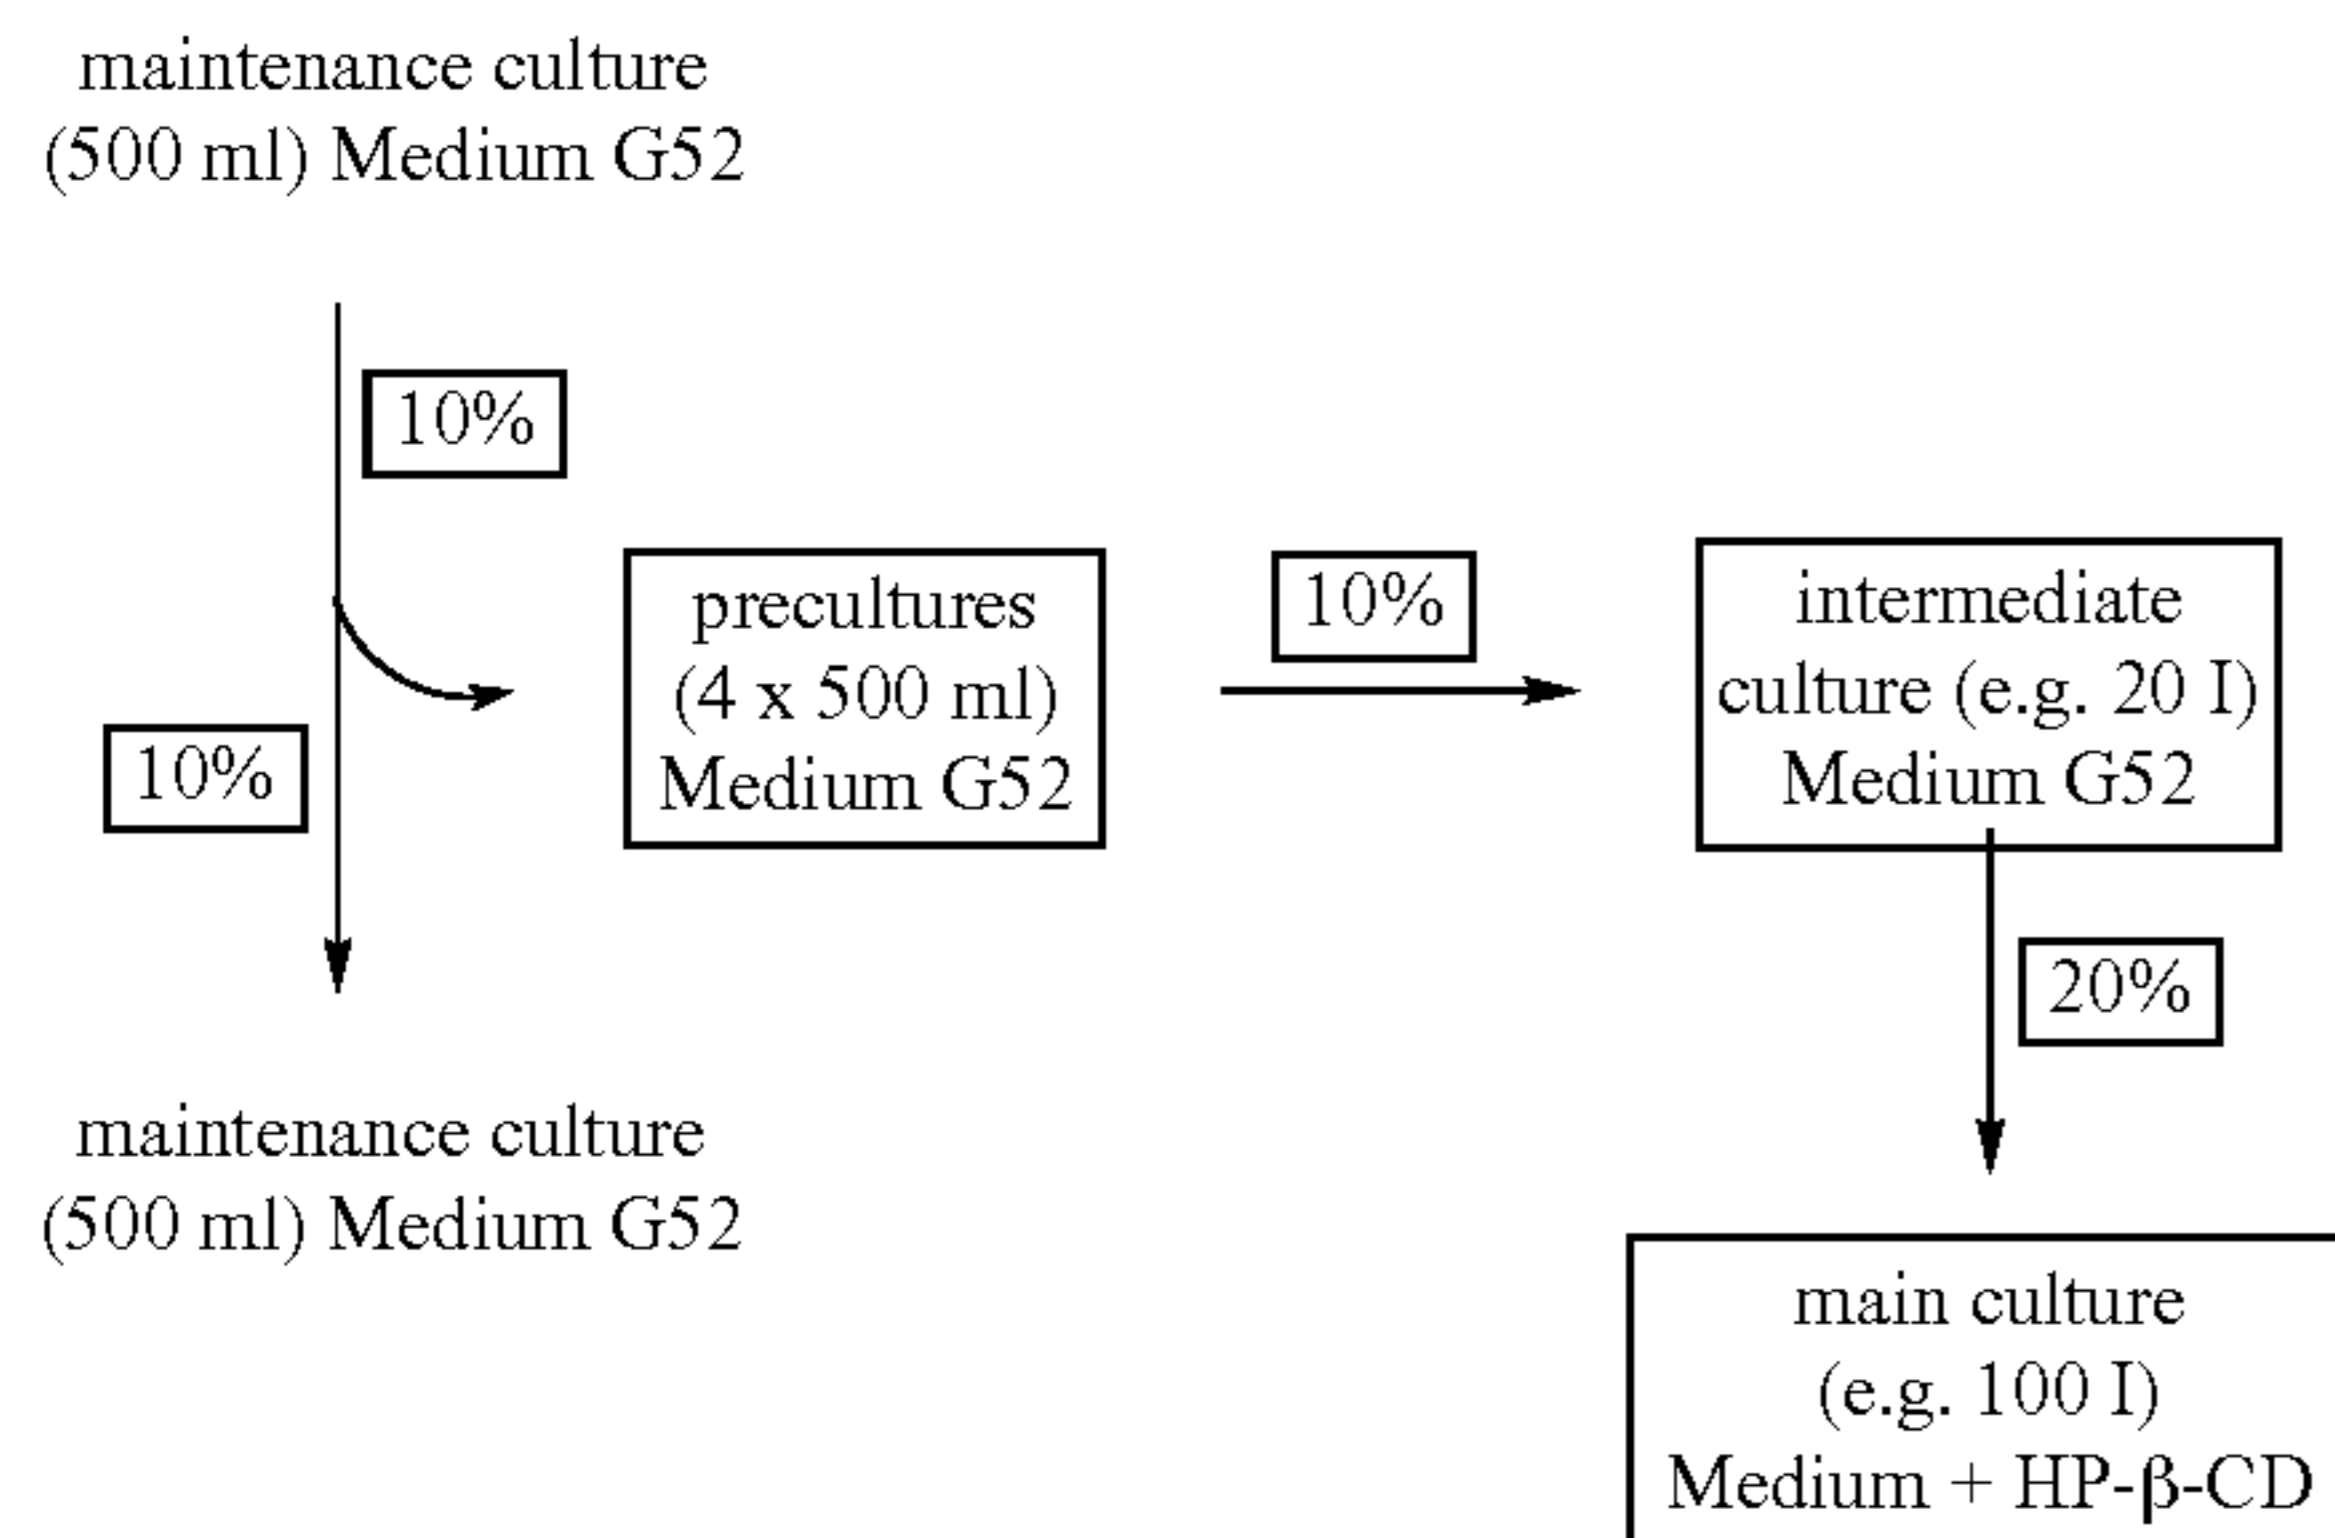 maintenance culture
(500 ml) Medium G52
10%
10%
precultures
(4 x 500 ml)
Medium G52
10%
intermediate
culture (e.g. 20 I)
Medium G52
20%
maintenance culture
(500 ml) Medium G52
main culture
(e.g. 100 I)
Medium + HP-β-CD